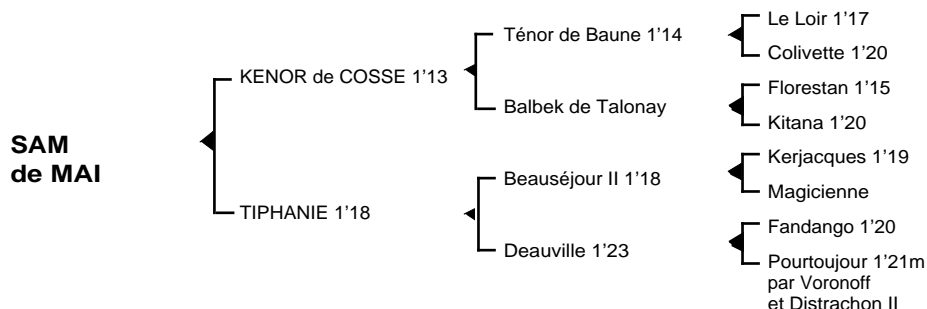 SAM
de MAI
KENOR de COSSE 1’13
TIPHANIE 1’18
Ténor de Baune 1’14
Balbek de Talonay
Beauséjour II 1’18
Deauville 1’23
Le Loir 1’17
Colivette 1’20
Florestan 1’15
Kitana 1’20
Kerjacques 1’19
Magicienne
Fandango 1’20
Pourtoujour 1’21m
par Voronoff
et Distrachon II